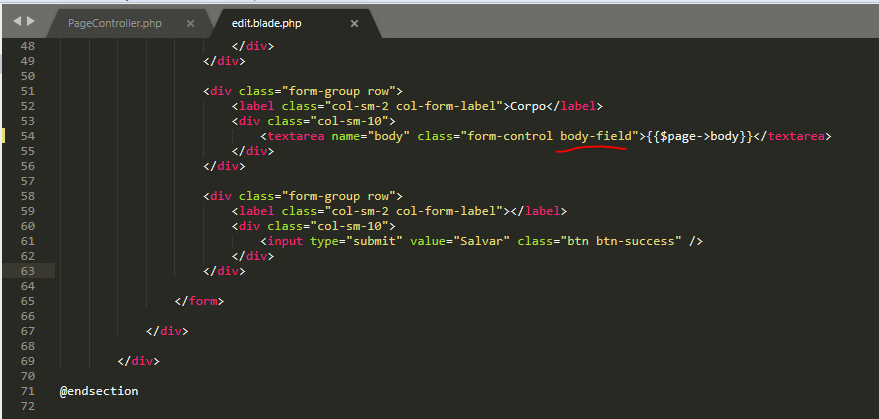 PageController.php × edit.blade.php ×
48 </div>
49 </div>
50
51 <div class="form-group row">
52 <label class="col-sm-2 col-form-label">Corpo</label>
53 <div class="col-sm-10">
54 <textarea name="body" class="form-control body-field">{{$page->body}}</textarea>
55 </div>
56 </div>
57
58 <div class="form-group row">
59 <label class="col-sm-2 col-form-label"></label>
60 <div class="col-sm-10">
61 <input type="submit" value="Salvar" class="btn btn-success" />
62 </div>
63 </div>
64
65 </form>
66
67 </div>
68
69 </div>
70
71 @endsection
72